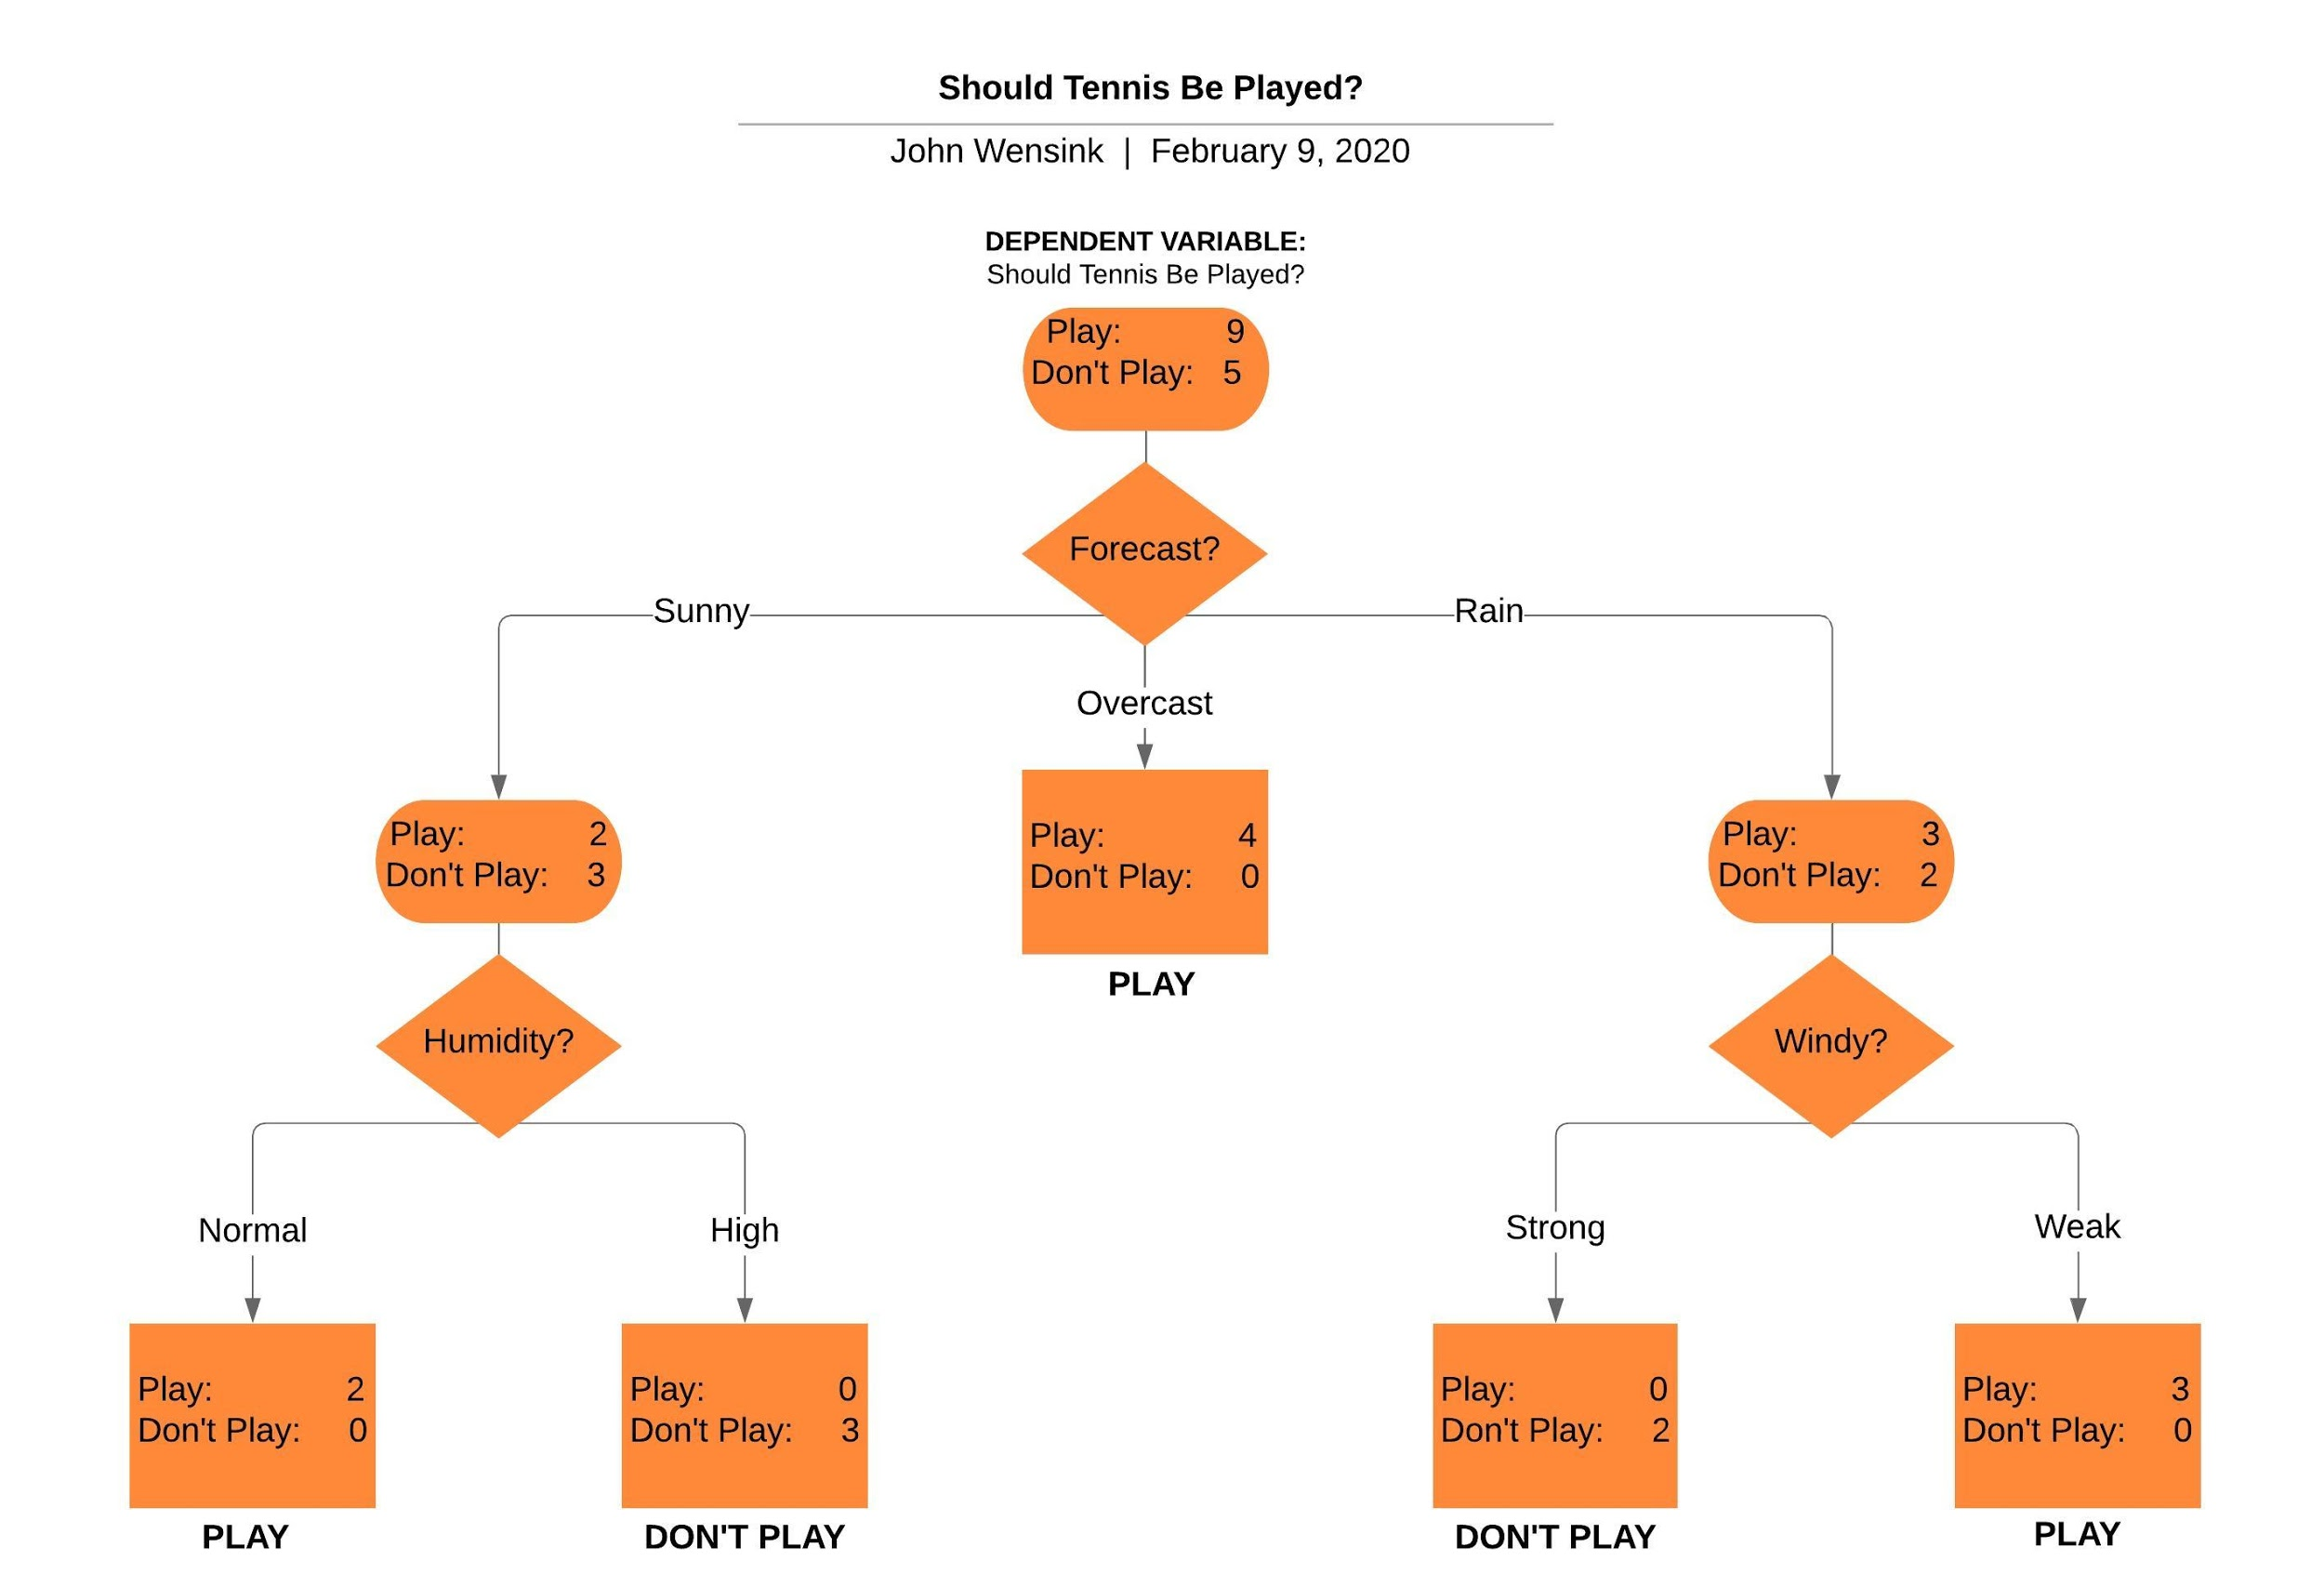 Should Tennis Be Played?
John Wensink | February 9, 2020
DEPENDENT VARIABLE:
Should Tennis Be Played?
Play: 9
Don't Play: 5
Forecast?
Sunny
Rain
Overcast
Play: 2
Don't Play: 3
Play: 4
Don't Play: 0
PLAY
Play: 3
Don't Play: 2
Humidity?
Windy?
Normal
High
Strong
Weak
Play: 2
Don't Play: 0
PLAY
Play: 0
Don't Play: 3
DON'T PLAY
Play: 0
Don't Play: 2
DON'T PLAY
Play: 3
Don't Play: 0
PLAY